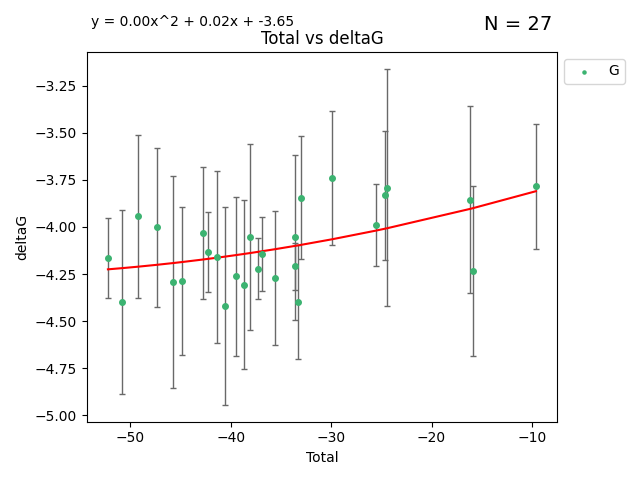 y = 0.00x^2 + 0.02x + -3.65
N = 27
Total vs deltaG
G
−3.25
−3.50
−3.75
−4.00
−4.25
−4.50
−4.75
−5.00
deltaG
−50 −40 −30 −20 −10
Total